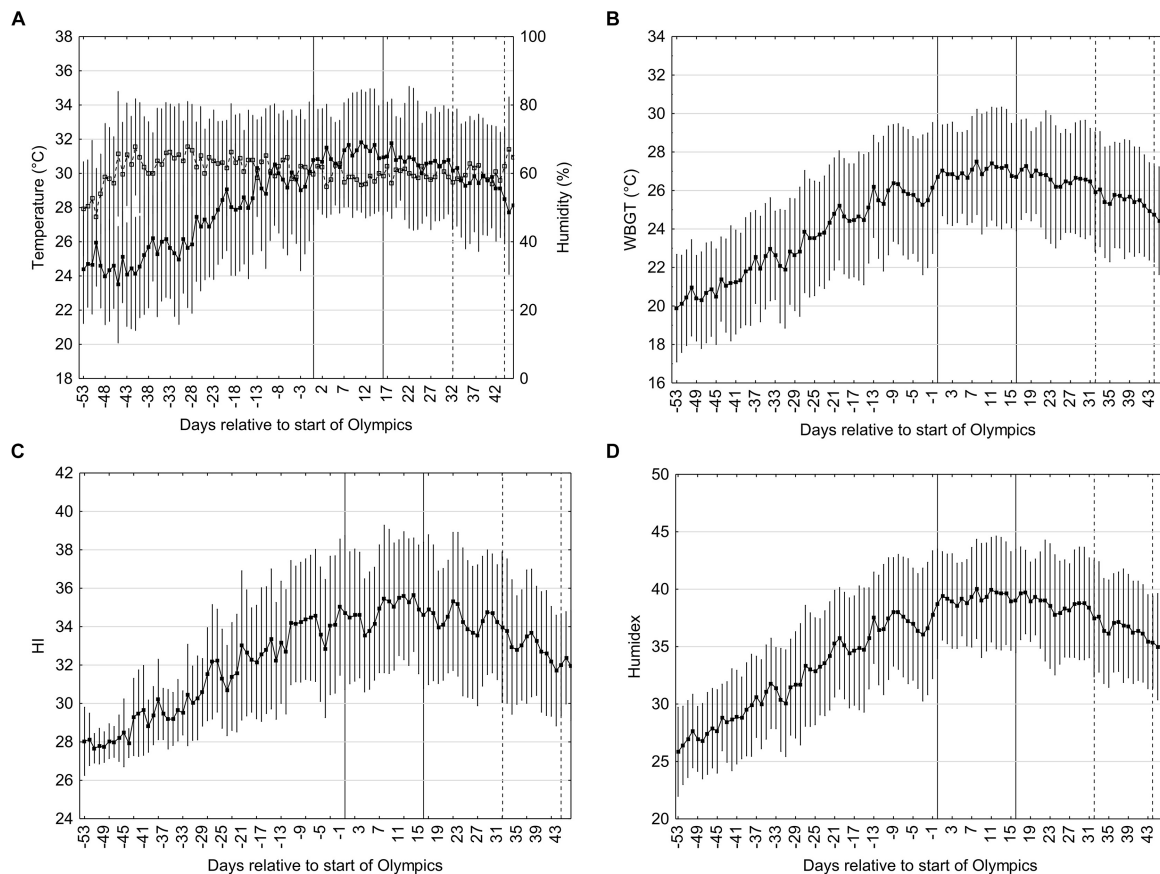 A
Temperature (°C)
38
36
34
32
30
28
26
24
22
20
18
100
80
60
40
20
0
Humidity (%)
-53 -48 -43 -38 -33 -28 -23 -18 -13 -8 -3 2 7 12 17 22 27 32 37 42
Days relative to start of Olympics
B
WBGT (°C)
34
32
30
28
26
24
22
20
18
16
-53 -49 -45 -41 -37 -33 -29 -25 -21 -17 -13 -9 -5 -1 3 7 11 15 19 23 27 31 35 39 43
Days relative to start of Olympics
C
HI
42
40
38
36
34
32
30
28
26
24
-53 -49 -45 -41 -37 -33 -29 -25 -21 -17 -13 -9 -5 -1 3 7 11 15 19 23 27 31 35 39 43
Days relative to start of Olympics
D
Humidex
50
45
40
35
30
25
20
-53 -49 -45 -41 -37 -33 -29 -25 -21 -17 -13 -9 -5 -1 3 7 11 15 19 23 27 31 35 39 43
Days relative to start of Olympics